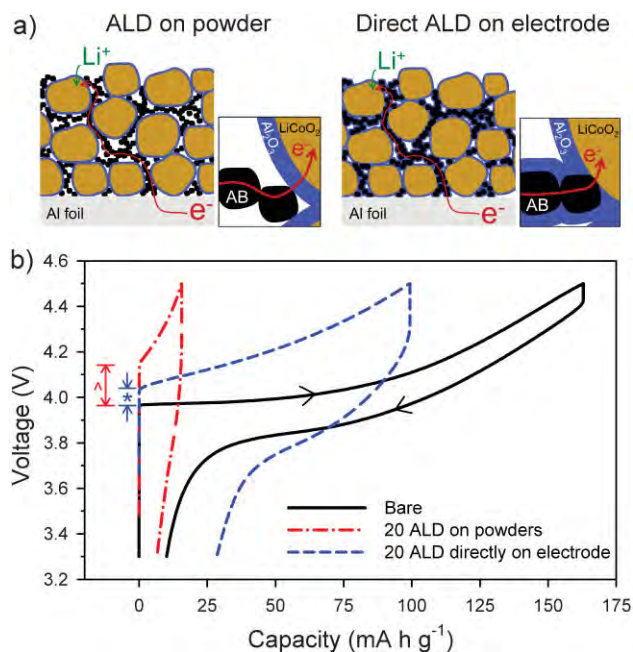 a) ALD on powder Direct ALD on electrode
Li+ Li+
Al2O3 LiCoO2 Al2O3 LiCoO2
e- e-
AB AB
Al foil e- Al foil e-
b)
4.6
4.4
4.2
4.0
3.8
3.6
3.4
3.2
Voltage (V)
^
*
Bare
20 ALD on powders
20 ALD directly on electrode
0 25 50 75 100 125 150 175
Capacity (mA h g-1)